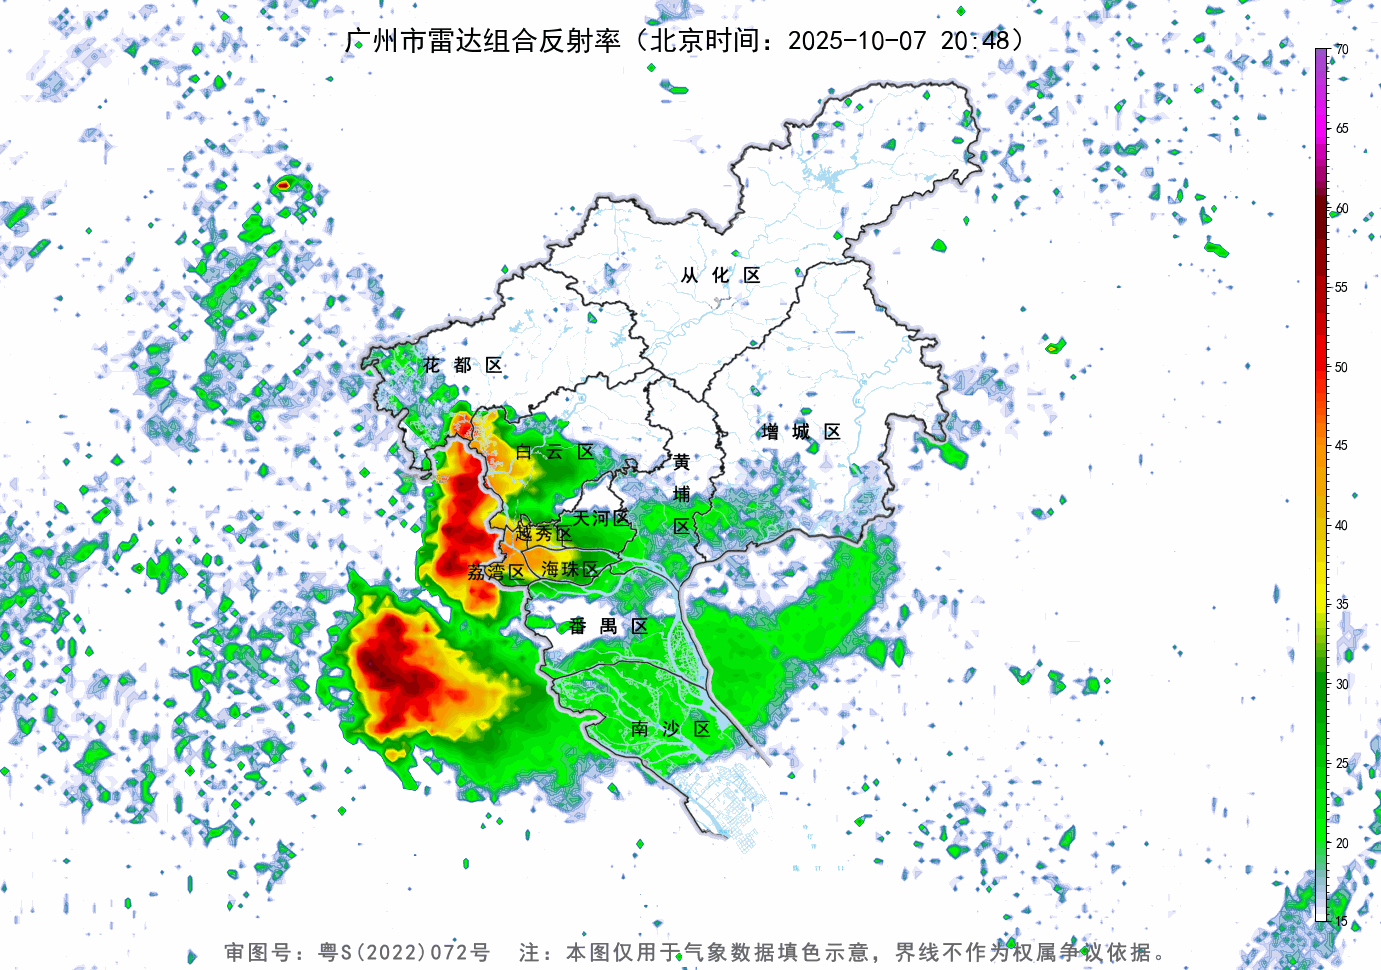 广州市雷达组合反射率（北京时间：2025-10-07 20:48）
70
65
60
55
50
45
40
35
30
25
20
15
从 化 区
花 都 区
增 城 区
白 云 区
黄
埔
区
天河区
越秀区
荔湾区
海珠区
番 禺 区
南 沙 区
审图号：粤S(2022)072号 注：本图仅用于气象数据填色示意，界线不作为权属争议依据。